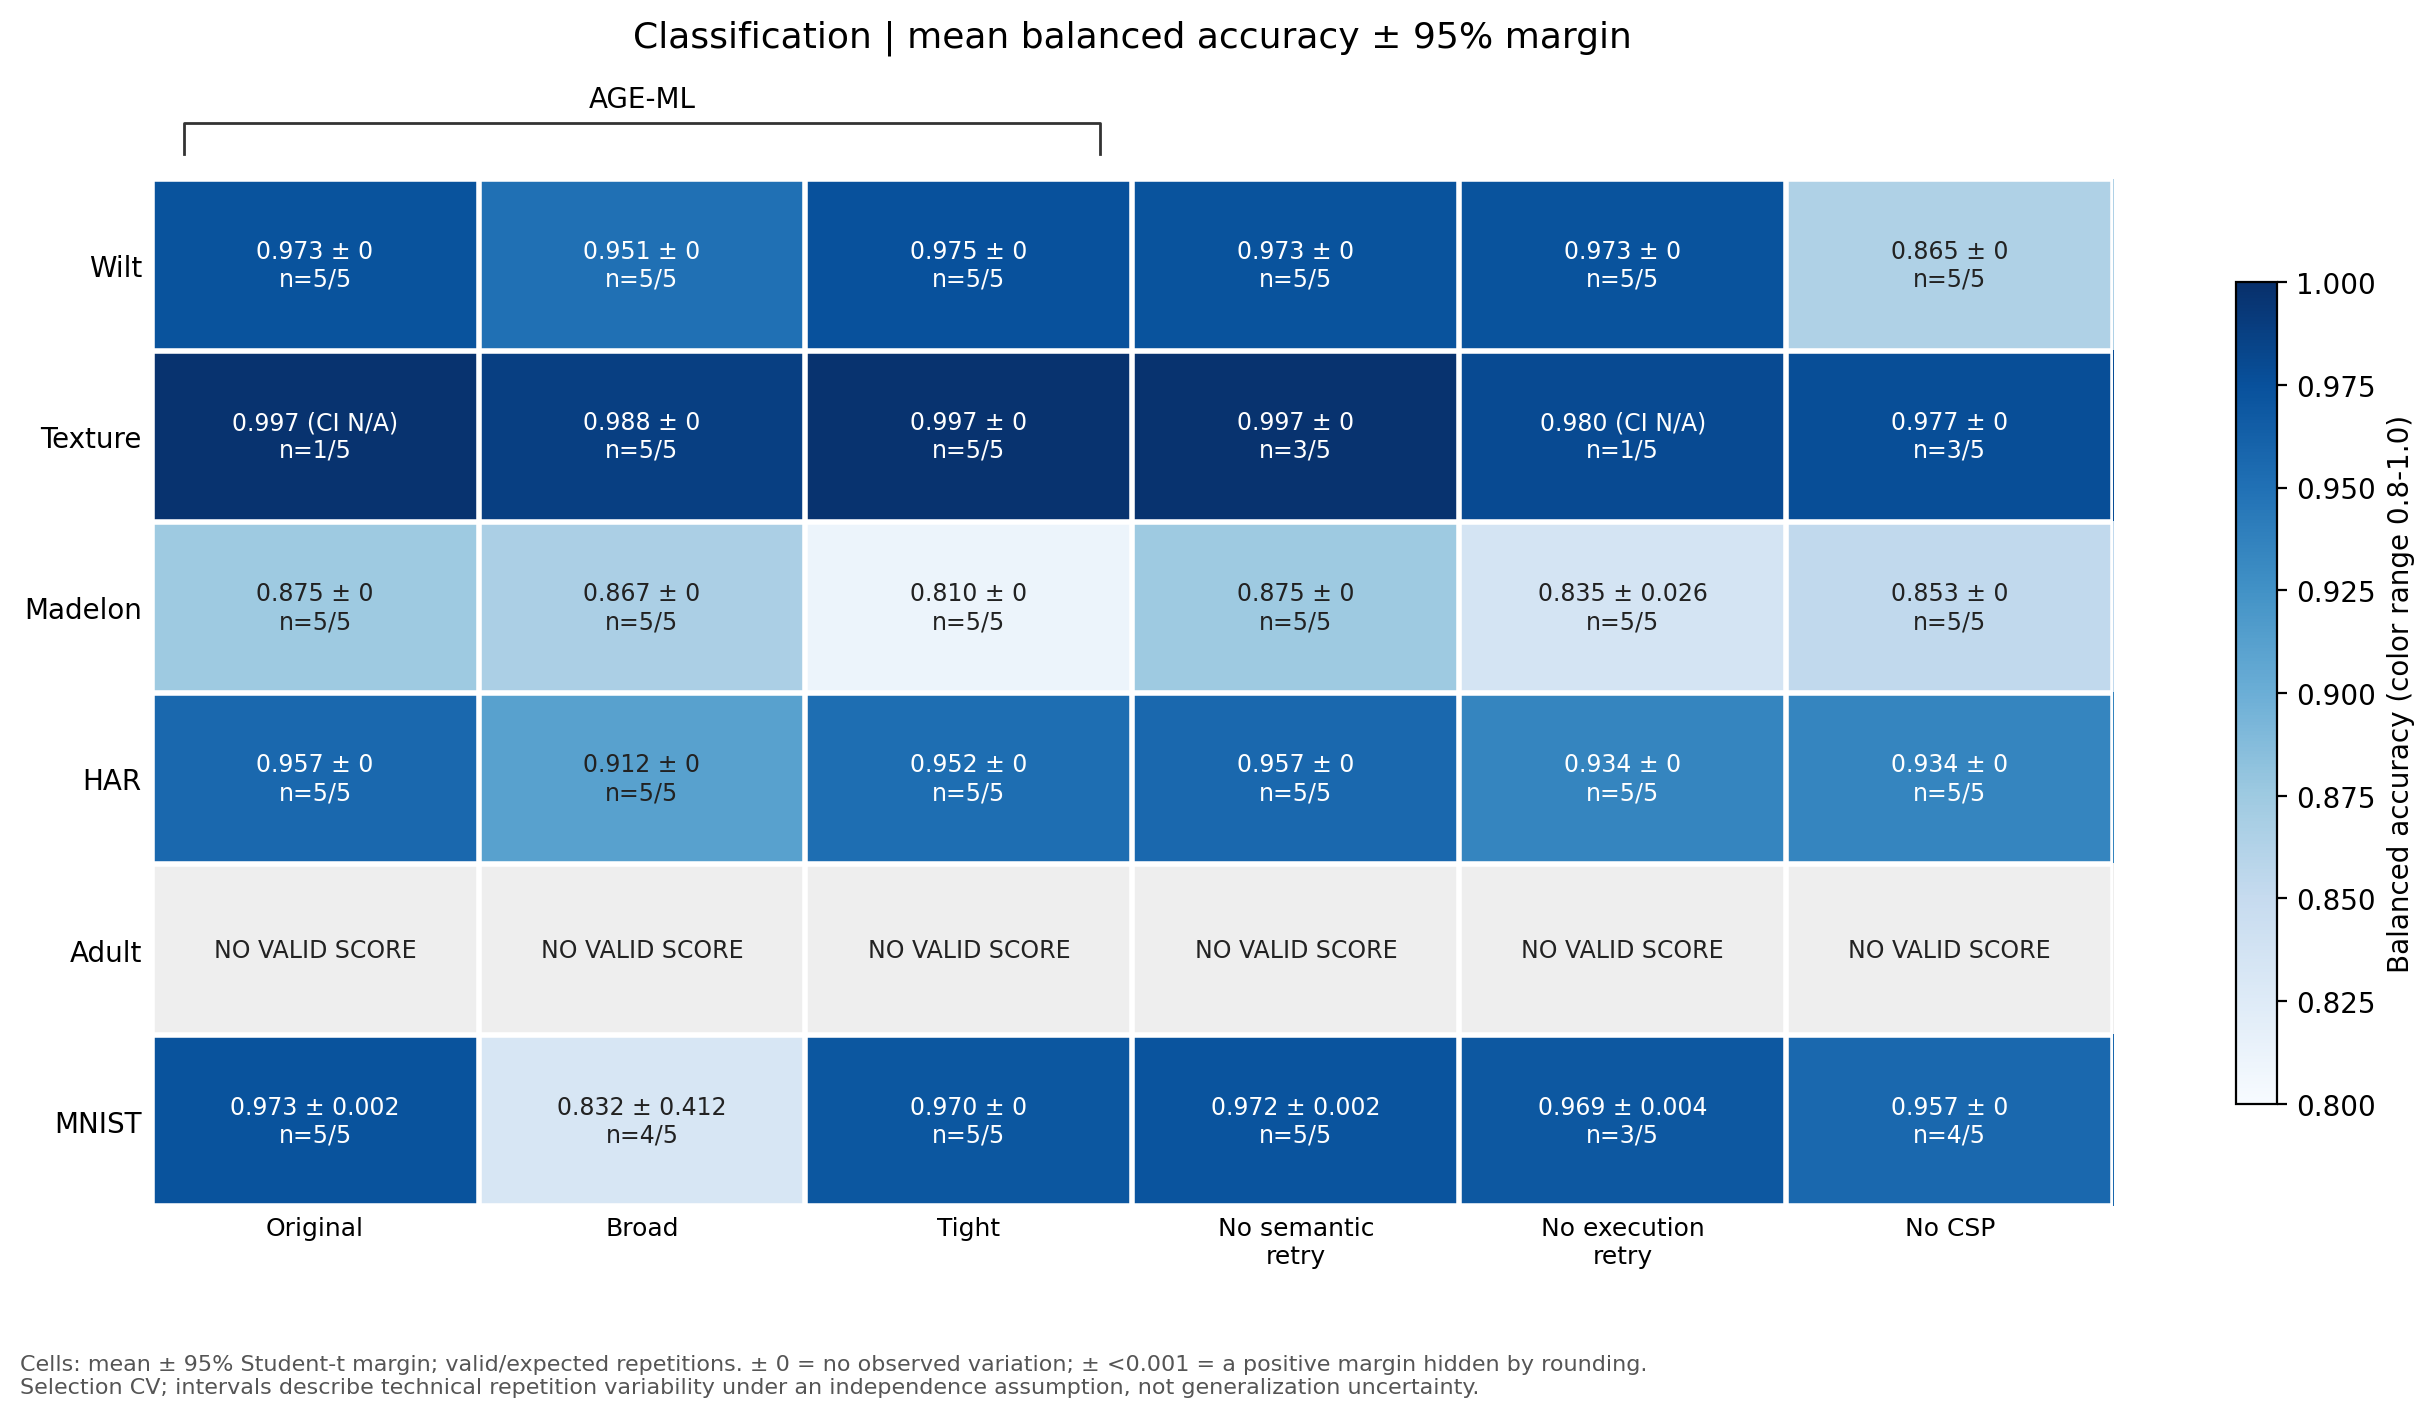 Classification | mean balanced accuracy ± 95% margin
AGE-ML
Wilt
0.973 ± 0
n=5/5
0.951 ± 0
n=5/5
0.975 ± 0
n=5/5
0.973 ± 0
n=5/5
0.973 ± 0
n=5/5
0.865 ± 0
n=5/5
Texture
0.997 (CI N/A)
n=1/5
0.988 ± 0
n=5/5
0.997 ± 0
n=5/5
0.997 ± 0
n=3/5
0.980 (CI N/A)
n=1/5
0.977 ± 0
n=3/5
Madelon
0.875 ± 0
n=5/5
0.867 ± 0
n=5/5
0.810 ± 0
n=5/5
0.875 ± 0
n=5/5
0.835 ± 0.026
n=5/5
0.853 ± 0
n=5/5
HAR
0.957 ± 0
n=5/5
0.912 ± 0
n=5/5
0.952 ± 0
n=5/5
0.957 ± 0
n=5/5
0.934 ± 0
n=5/5
0.934 ± 0
n=5/5
Adult
NO VALID SCORE
NO VALID SCORE
NO VALID SCORE
NO VALID SCORE
NO VALID SCORE
NO VALID SCORE
MNIST
0.973 ± 0.002
n=5/5
0.832 ± 0.412
n=4/5
0.970 ± 0
n=5/5
0.972 ± 0.002
n=5/5
0.969 ± 0.004
n=3/5
0.957 ± 0
n=4/5
Original
Broad
Tight
No semantic
retry
No execution
retry
No CSP
1.000
0.975
0.950
0.925
0.900
0.875
0.850
0.825
0.800
Balanced accuracy (color range 0.8-1.0)
Cells: mean ± 95% Student-t margin; valid/expected repetitions. ± 0 = no observed variation; ± <0.001 = a positive margin hidden by rounding.
Selection CV; intervals describe technical repetition variability under an independence assumption, not generalization uncertainty.